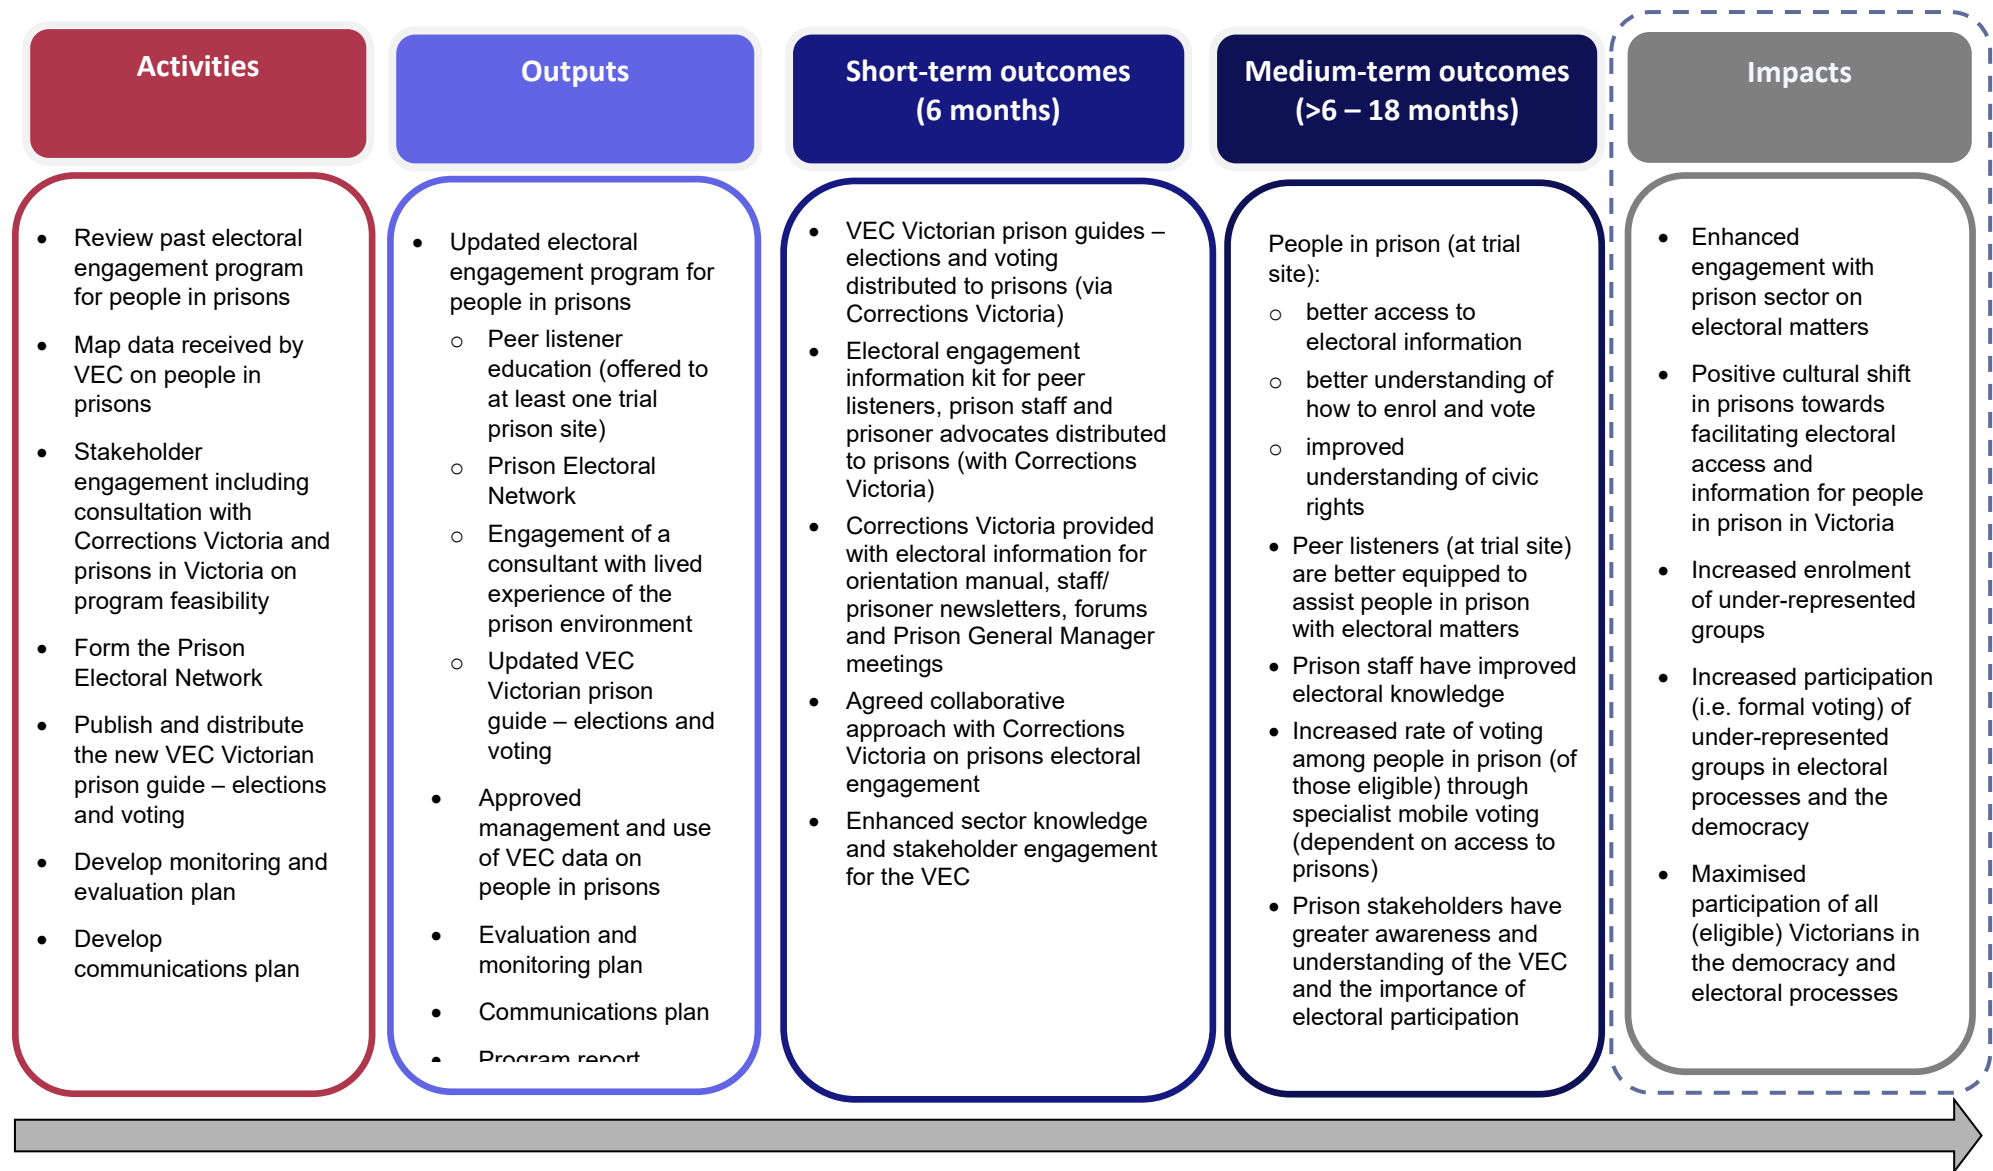 Activities
Review past electoral
engagement program
for people in prisons
Map data received by
VEC on people in
prisons
Stakeholder
engagement including
consultation with
Corrections Victoria and
prisons in Victoria on
program feasibility
Form the Prison
Electoral Network
Publish and distribute
the new VEC Victorian
prison guide – elections
and voting
Develop monitoring and
evaluation plan
Develop
communications plan
Outputs
Updated electoral
engagement program for
people in prisons
Peer listener
education (offered to
at least one trial
prison site)
Prison Electoral
Network
Engagement of a
consultant with lived
experience of the
prison environment
Updated VEC
Victorian prison
guide – elections and
voting
Approved
management and use
of VEC data on
people in prisons
Evaluation and
monitoring plan
Communications plan
Program report
Short-term outcomes
(6 months)
VEC Victorian prison guides –
elections and voting
distributed to prisons (via
Corrections Victoria)
Electoral engagement
information kit for peer
listeners, prison staff and
prisoner advocates distributed
to prisons (with Corrections
Victoria)
Corrections Victoria provided
with electoral information for
orientation manual, staff/
prisoner newsletters, forums
and Prison General Manager
meetings
Agreed collaborative
approach with Corrections
Victoria on prisons electoral
engagement
Enhanced sector knowledge
and stakeholder engagement
for the VEC
Medium-term outcomes
(>6 – 18 months)
People in prison (at trial
site):
better access to
electoral information
better understanding of
how to enrol and vote
improved
understanding of civic
rights
Peer listeners (at trial site)
are better equipped to
assist people in prison
with electoral matters
Prison staff have improved
electoral knowledge
Increased rate of voting
among people in prison (of
those eligible) through
specialist mobile voting
(dependent on access to
prisons)
Prison stakeholders have
greater awareness and
understanding of the VEC
and the importance of
electoral participation
Impacts
Enhanced
engagement with
prison sector on
electoral matters
Positive cultural shift
in prisons towards
facilitating electoral
access and
information for people
in prison in Victoria
Increased enrolment
of under-represented
groups
Increased participation
(i.e. formal voting) of
under-represented
groups in electoral
processes and the
democracy
Maximised
participation of all
(eligible) Victorians in
the democracy and
electoral processes